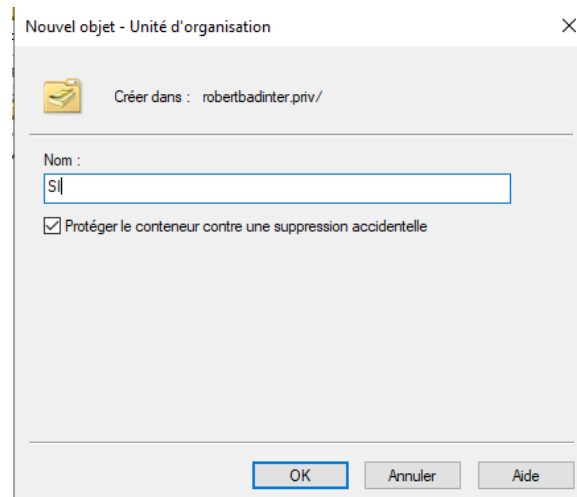 Nouvel objet - Unité d'organisation
Créer dans : robertbadinter.priv/
Nom :
SI
Protéger le conteneur contre une suppression accidentelle
OK Annuler Aide